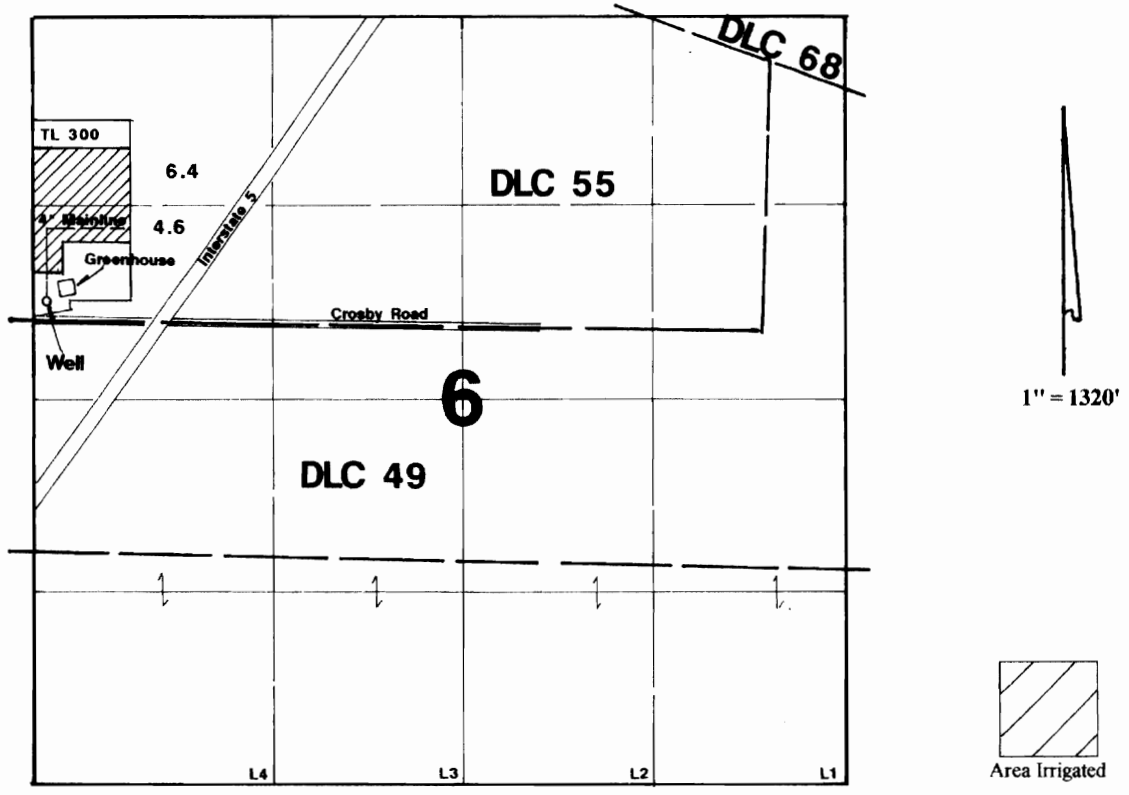 DLC 68
TL 300
6.4
DLC 55
4" Mainline
4.6
Interstate 5
Greenhouse
Crosby Road
Well
6
1" = 1320'
DLC 49
L4
L3
L2
L1
Area Irrigated